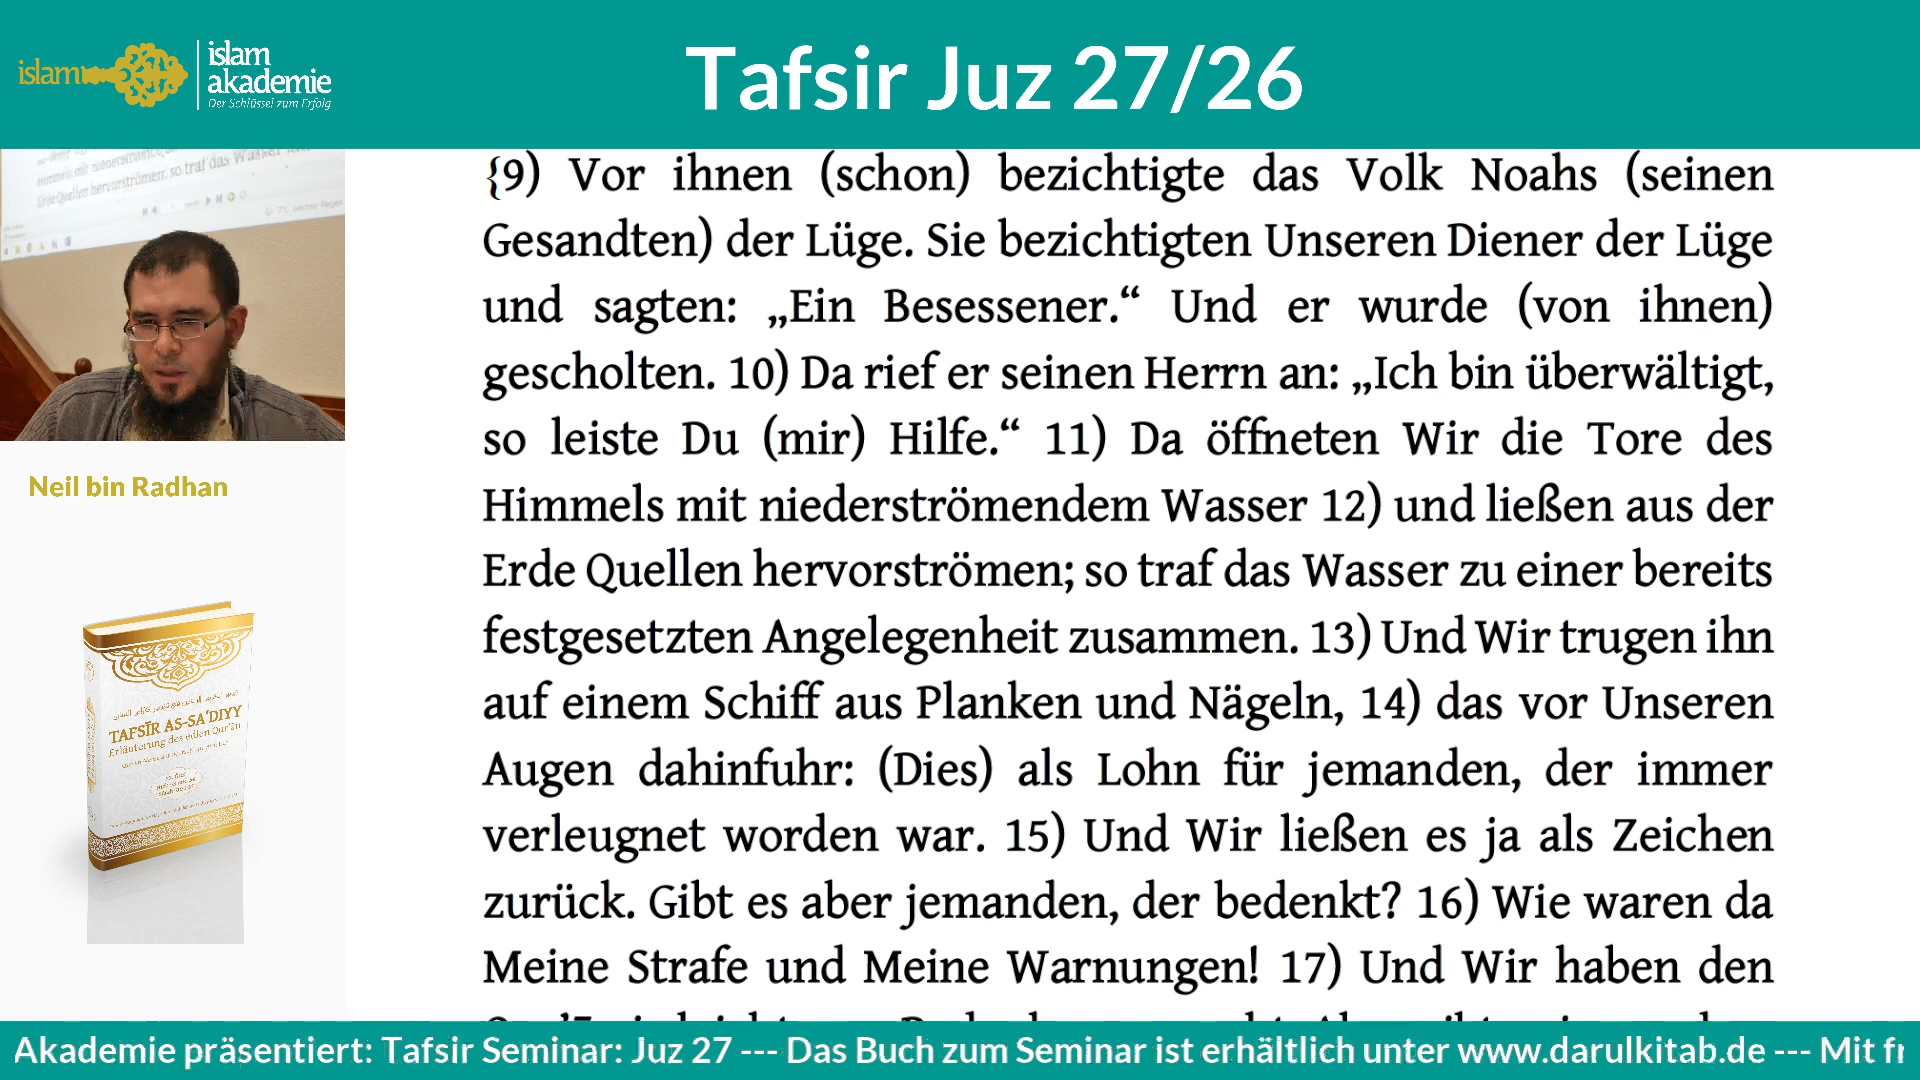 islam
islam
akademie
Der Schlüssel zum Erfolg
Tafsir Juz 27/26
Neil bin Radhan
TAFSĪR AS-SA'DIYY
Erläuterung des edlen Qur'ān
{9) Vor ihnen (schon) bezichtigte das Volk Noahs (seinen
Gesandten) der Lüge. Sie bezichtigten Unseren Diener der Lüge
und sagten: „Ein Besessener.“ Und er wurde (von ihnen)
gescholten. 10) Da rief er seinen Herrn an: „Ich bin überwältigt,
so leiste Du (mir) Hilfe.“ 11) Da öffneten Wir die Tore des
Himmels mit niederströmendem Wasser 12) und ließen aus der
Erde Quellen hervorströmen; so traf das Wasser zu einer bereits
festgesetzten Angelegenheit zusammen. 13) Und Wir trugen ihn
auf einem Schiff aus Planken und Nägeln, 14) das vor Unseren
Augen dahinfuhr: (Dies) als Lohn für jemanden, der immer
verleugnet worden war. 15) Und Wir ließen es ja als Zeichen
zurück. Gibt es aber jemanden, der bedenkt? 16) Wie waren da
Meine Strafe und Meine Warnungen! 17) Und Wir haben den
Akademie präsentiert: Tafsir Seminar: Juz 27 --- Das Buch zum Seminar ist erhältlich unter www.darulkitab.de --- Mit